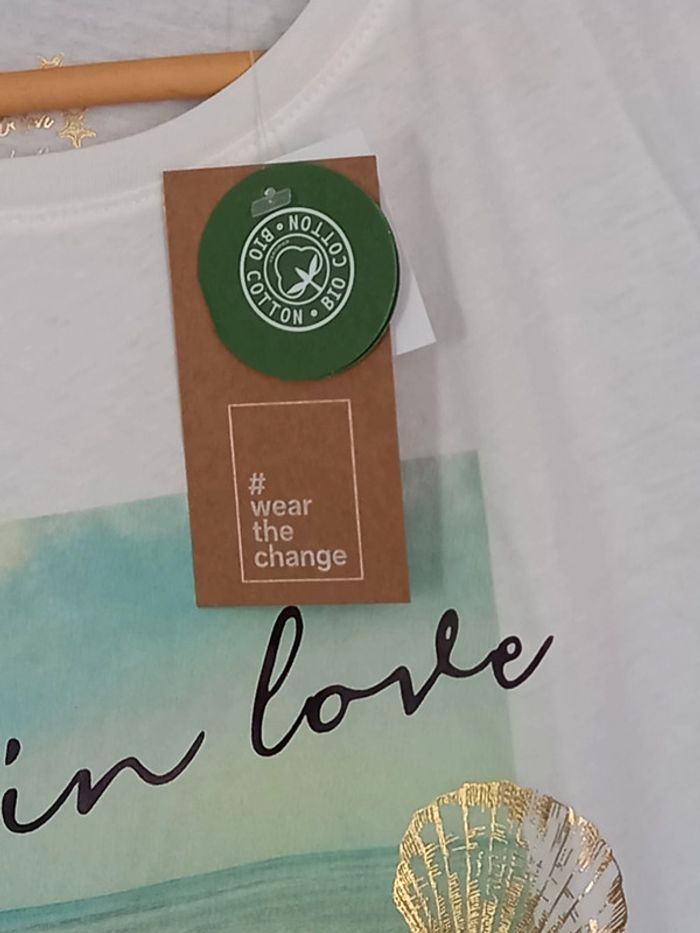 BIO COTTON • BIO COTTON •
#
wear
the
change
in love